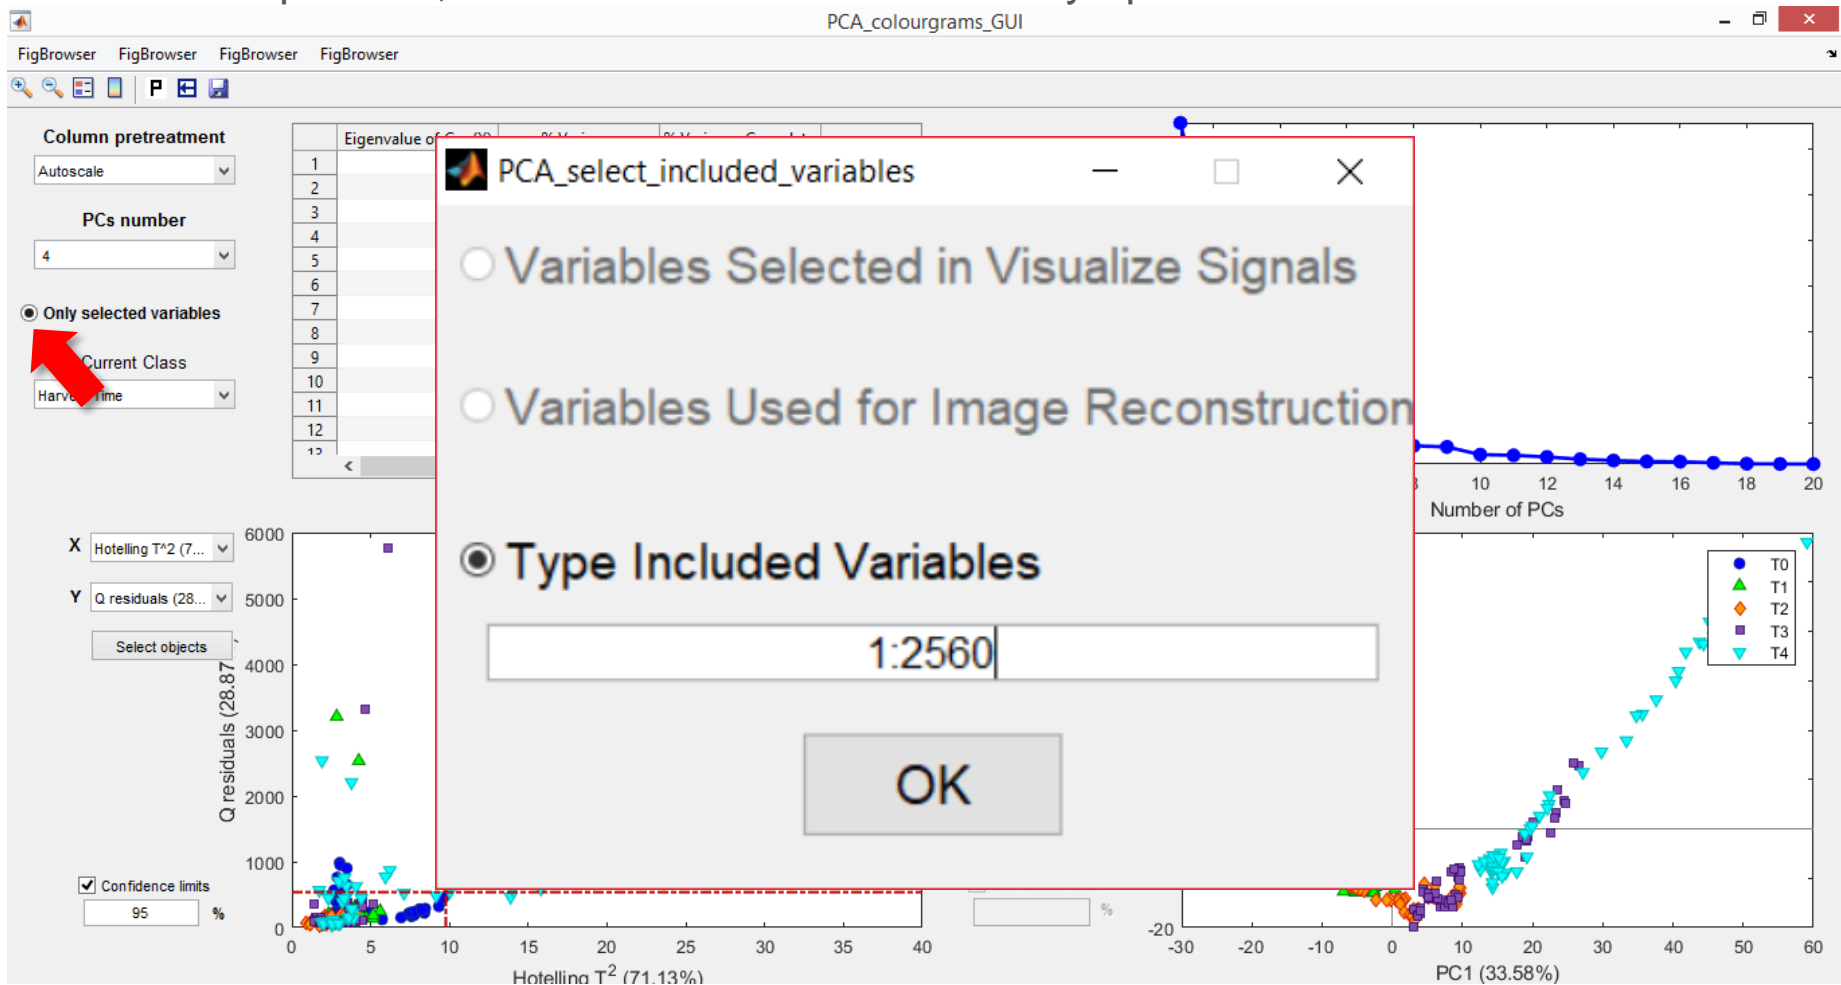 PCA_colourgrams_GUI
FigBrowser FigBrowser FigBrowser FigBrowser
P
Column pretreatment
Autoscale
PCs number
4
Only selected variables
Current Class
Time
Eigenvalue of
1
2
3
4
5
6
7
8
9
10
11
12
13
PCA_select_included_variables
Variables Selected in Visualize Signals
Variables Used for Image Reconstruction
Type Included Variables
1:2560
OK
10 12 14 16 18 20
Number of PCs
X Hotelling T^2 (7...
Y Q residuals (28...
Select objects
Confidence limits
95 %
Q residuals (28.87
6000
5000
4000
3000
2000
1000
0
0 5 10 15 20 25 30 35 40
Hotelling T2 (71.13%)
%
T0
T1
T2
T3
T4
-20
-30 -20 -10 0 10 20 30 40 50 60
PC1 (33.58%)